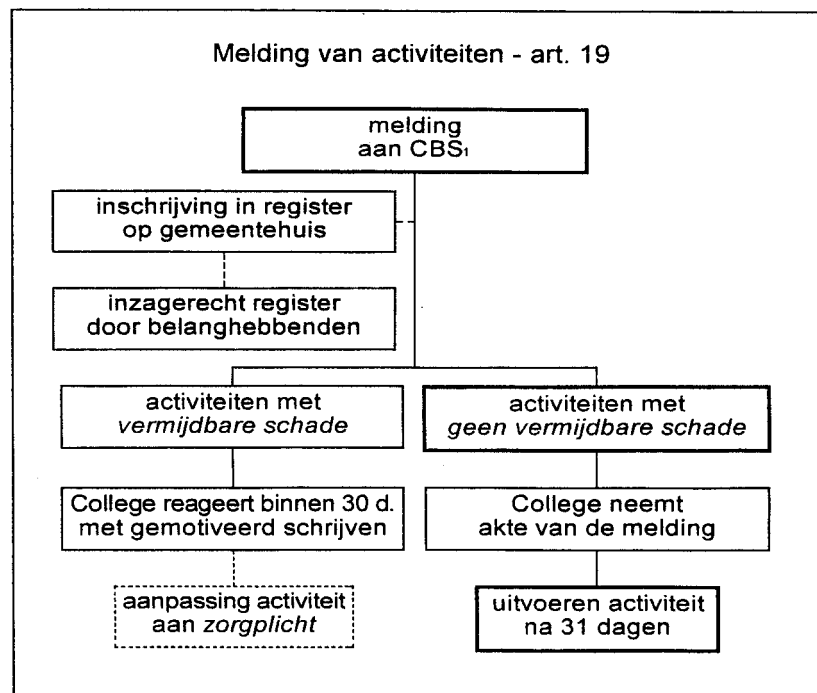 Melding van activiteiten - art. 19
melding
aan CBS₁
inschrijving in register
op gemeentehuis
inzagerecht register
door belanghebbenden
activiteiten met
vermijdbare schade
activiteiten met
geen vermijdbare schade
College reageert binnen 30 d.
met gemotiveerd schrijven
College neemt
akte van de melding
aanpassing activiteit
aan zorgplicht
uitvoeren activiteit
na 31 dagen